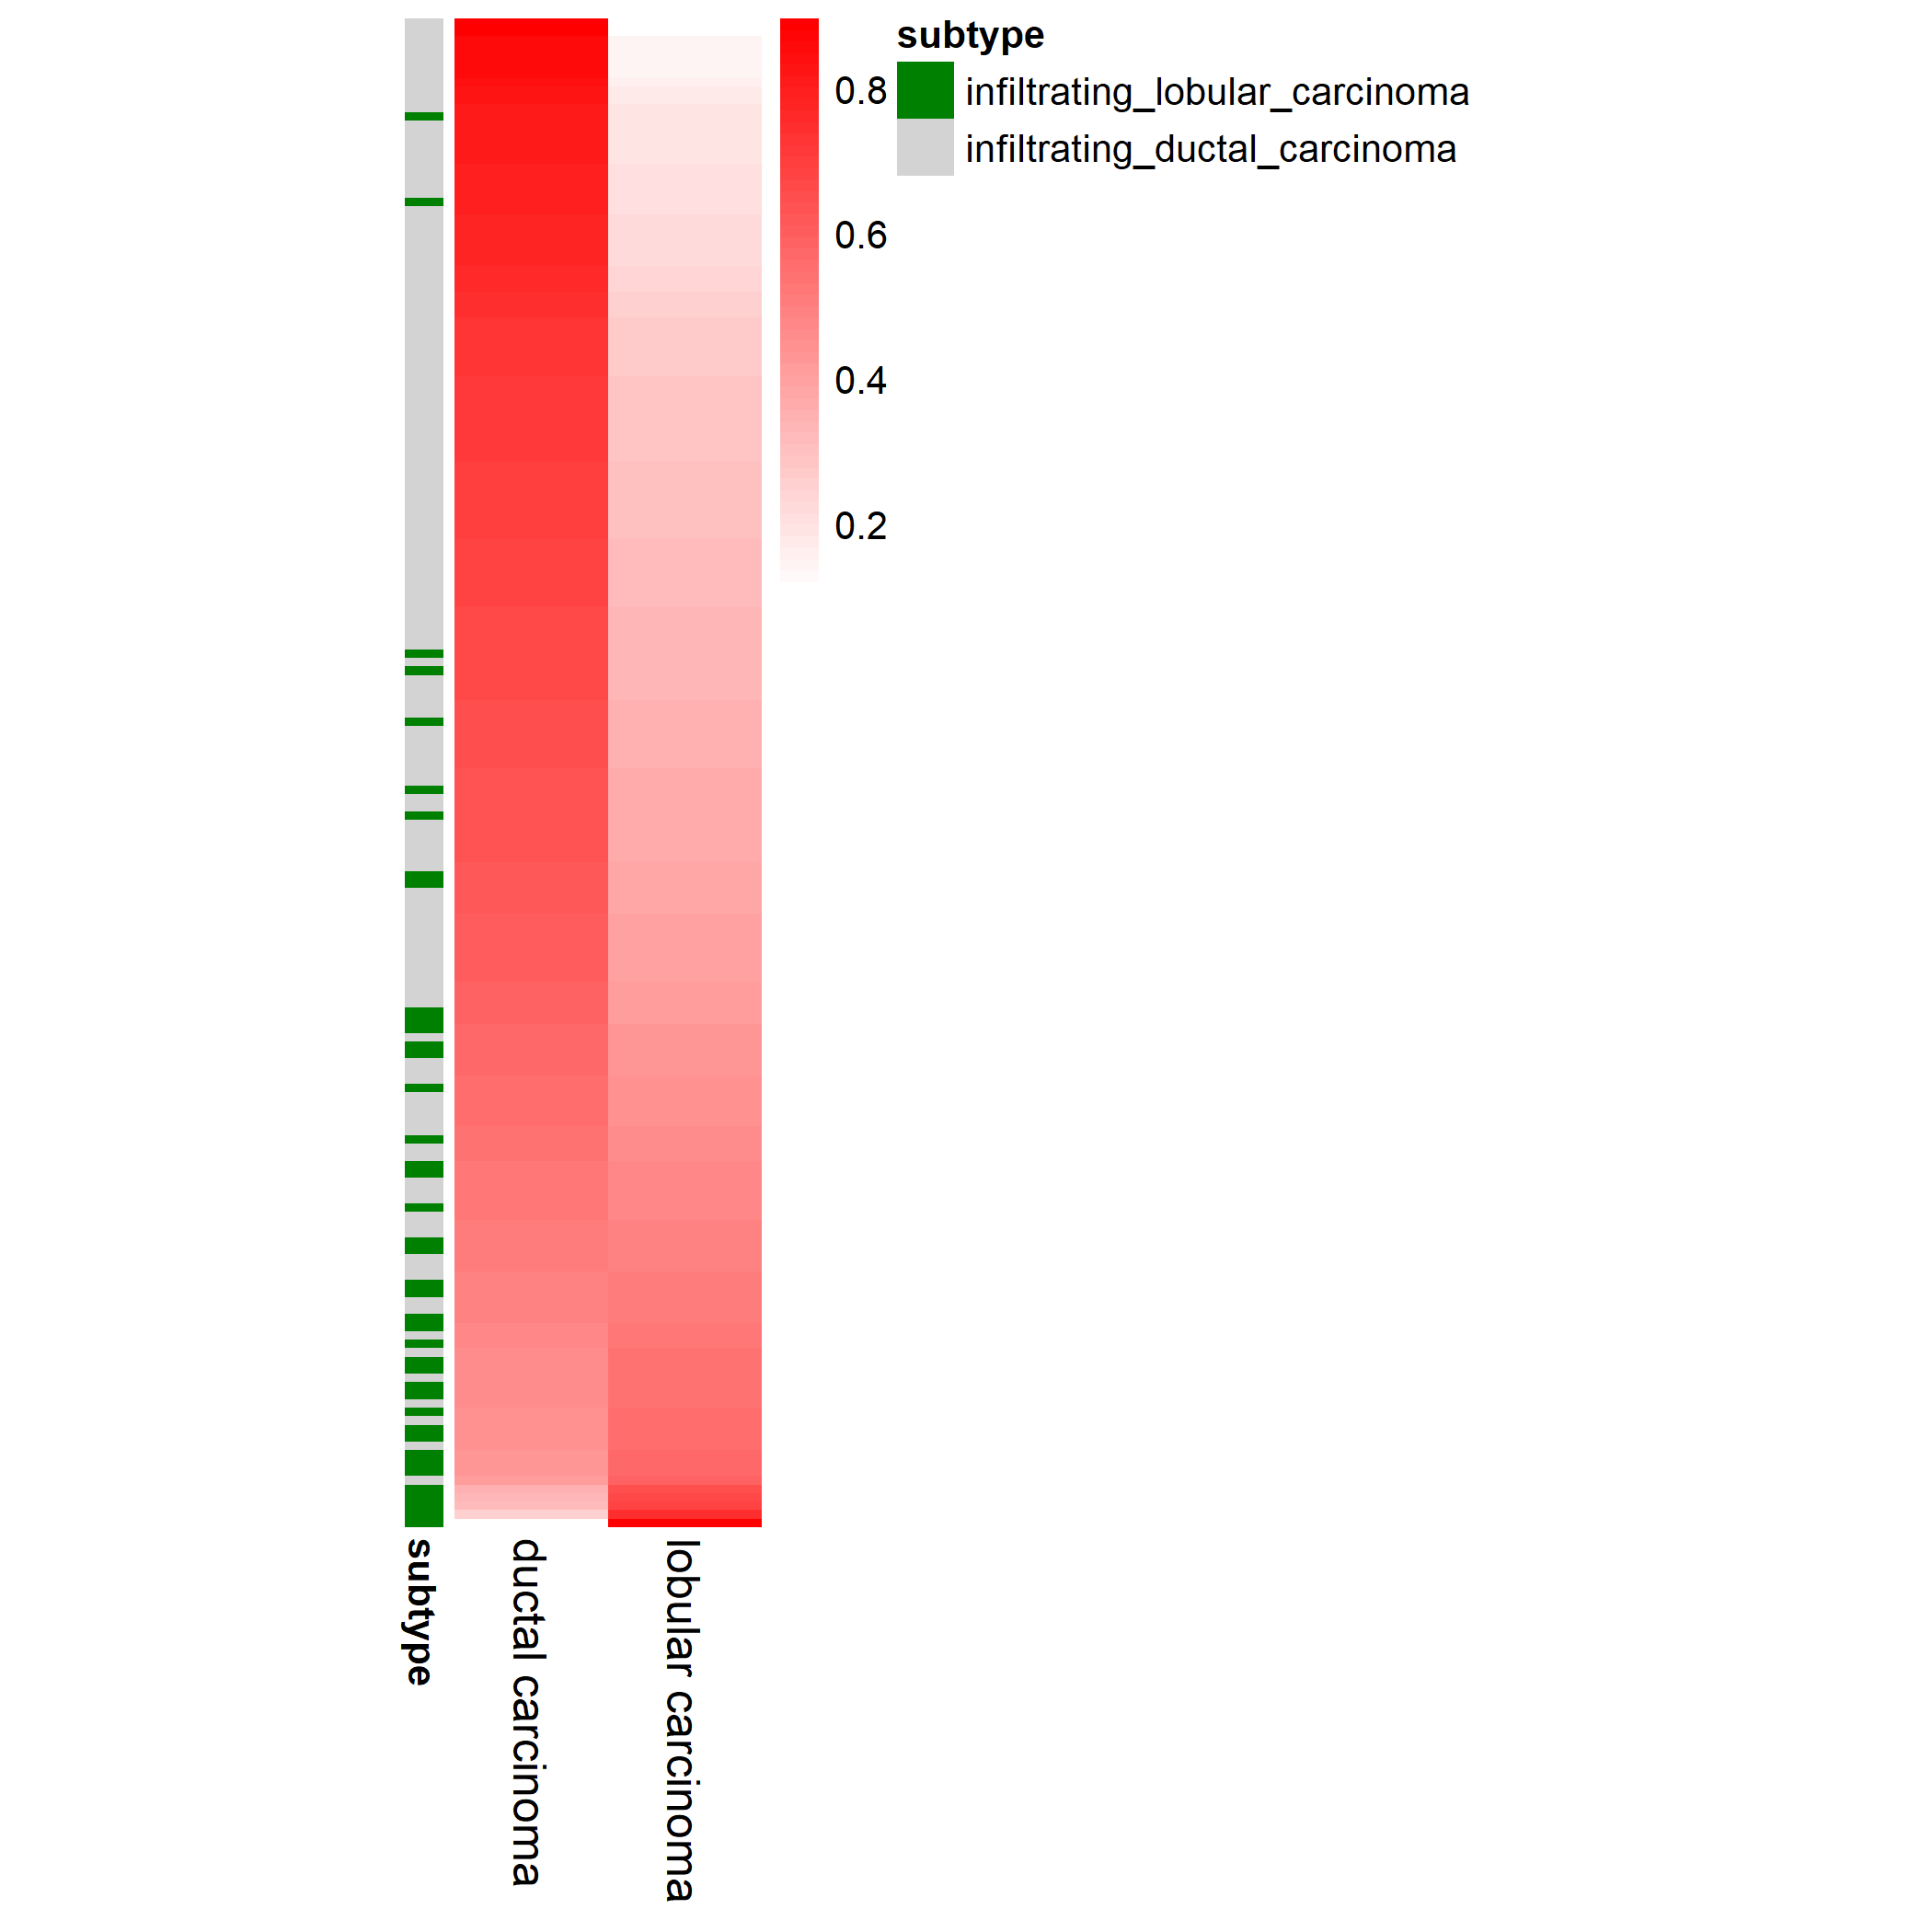 subtype
infiltrating_lobular_carcinoma
infiltrating_ductal_carcinoma
0.8
0.6
0.4
0.2
subtype
ductal carcinoma
lobular carcinoma